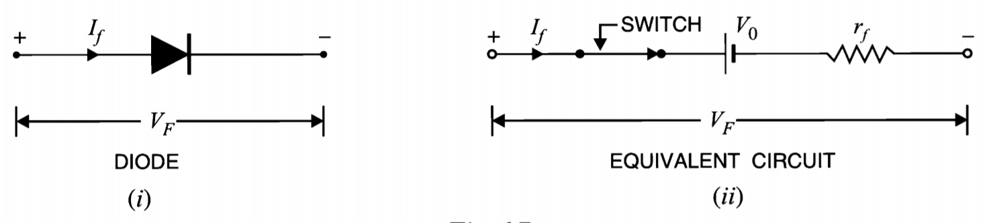 + I_f −
V_F
DIODE
(i)
+ I_f SWITCH V_0 r_f −
V_F
EQUIVALENT CIRCUIT
(ii)